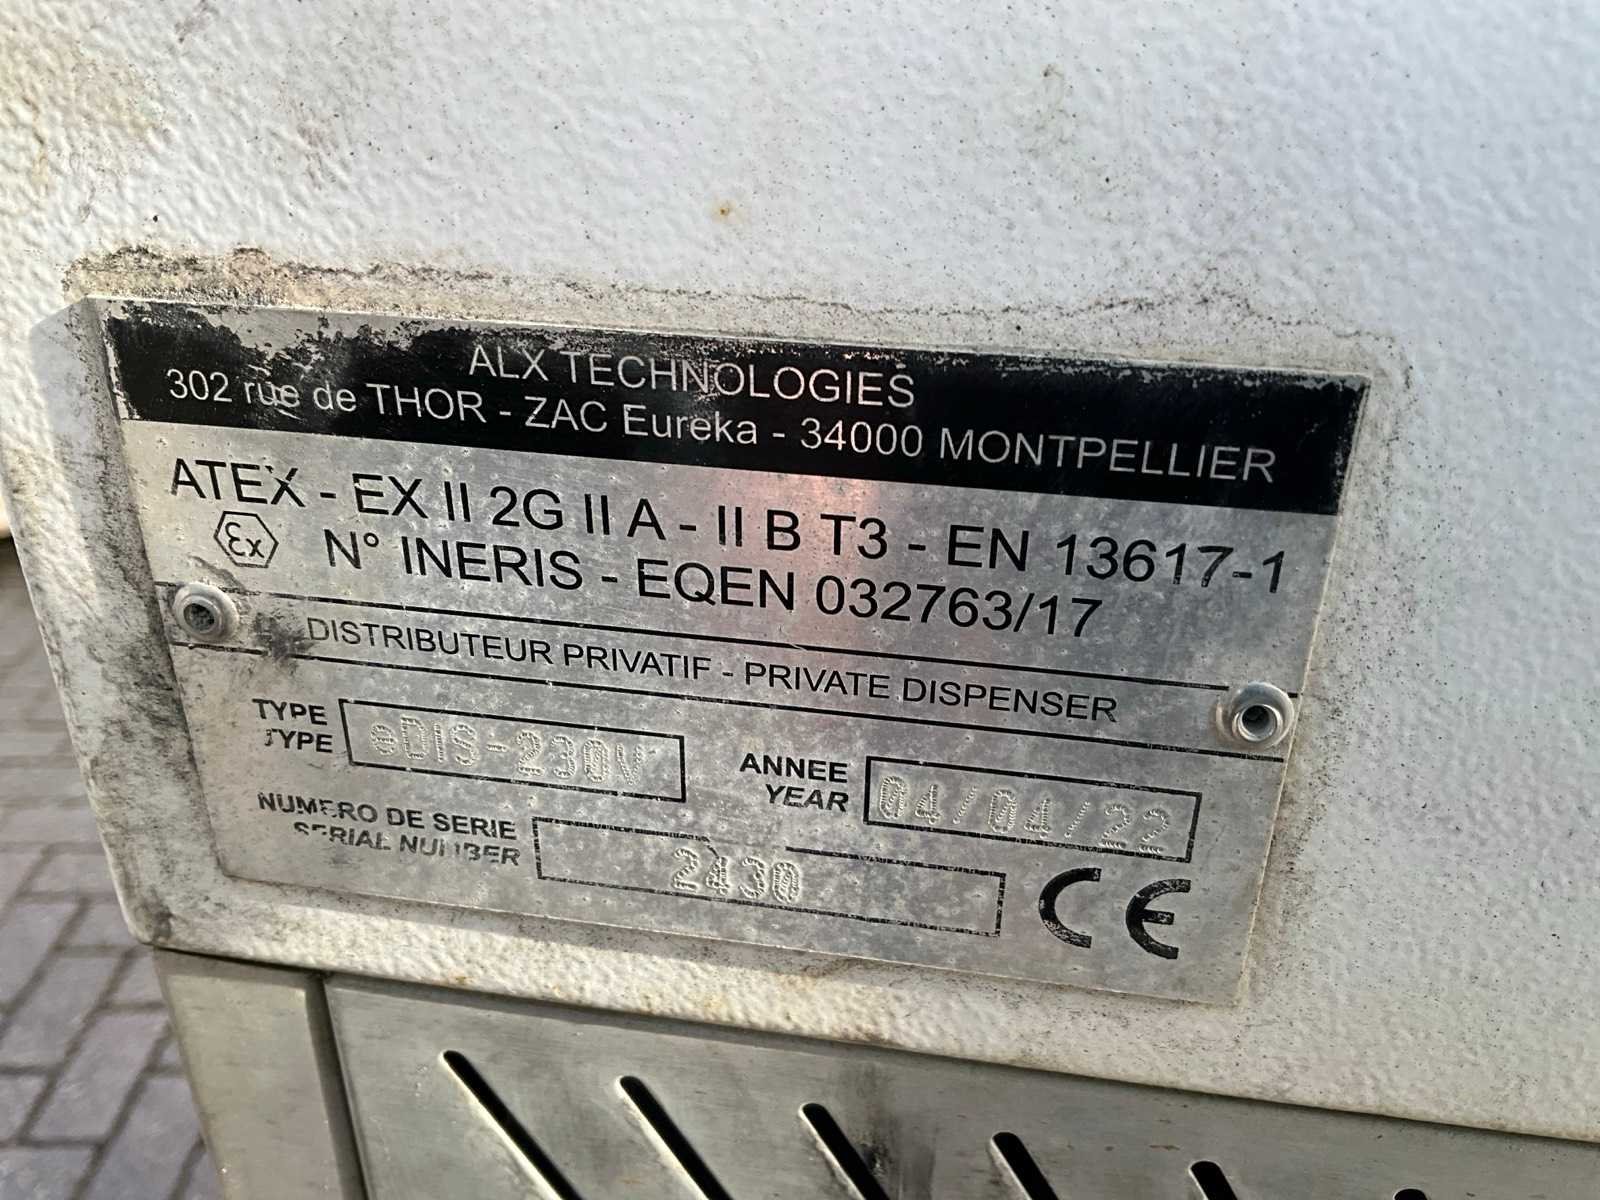 ALX TECHNOLOGIES
302 rue de THOR - ZAC Eureka - 34000 MONTPELLIER
ATEX - EX II 2G II A - II B T3 - EN 13617-1
Ex N° INERIS - EQEN 032763/17
DISTRIBUTEUR PRIVATIF - PRIVATE DISPENSER
TYPE
TYPE
eDIS-230V
ANNEE
YEAR
04/04/22
NUMERO DE SERIE
SERIAL NUMBER
2430
CE